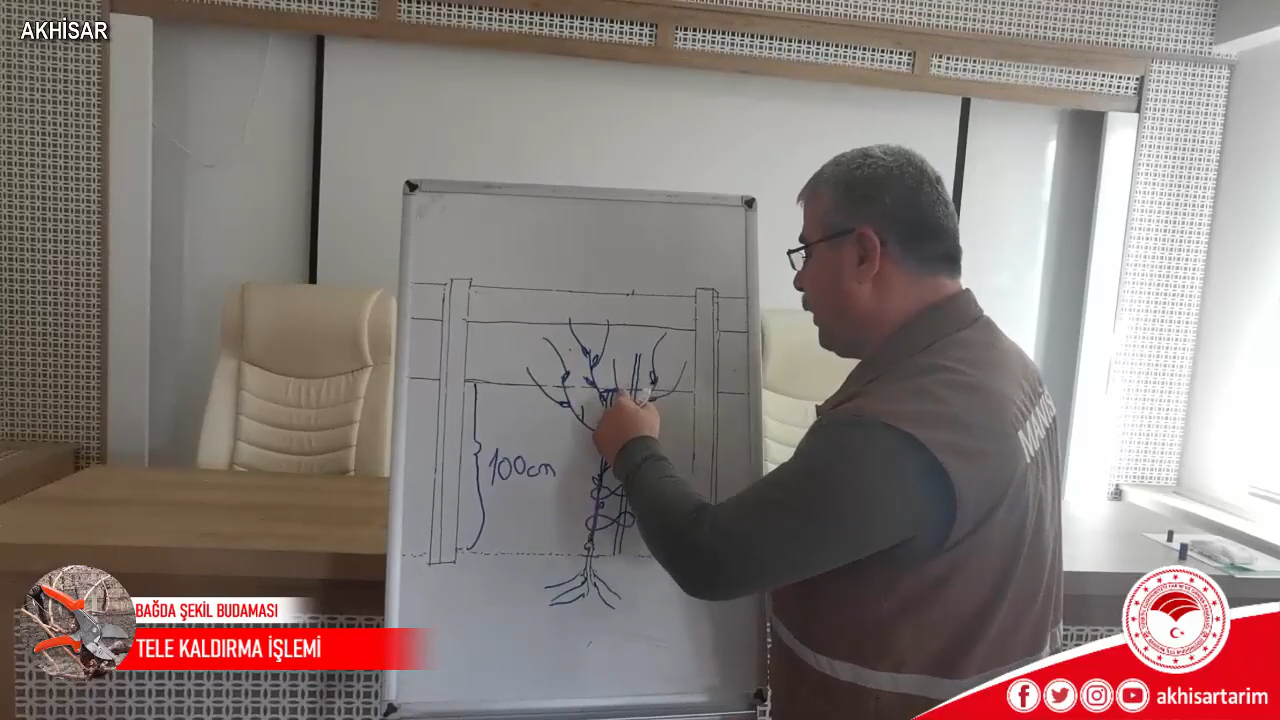 AKHİSAR
100cm
BAĞDA ŞEKİL BUDAMASI
TELE KALDIRMA İŞLEMİ
akhisartarim